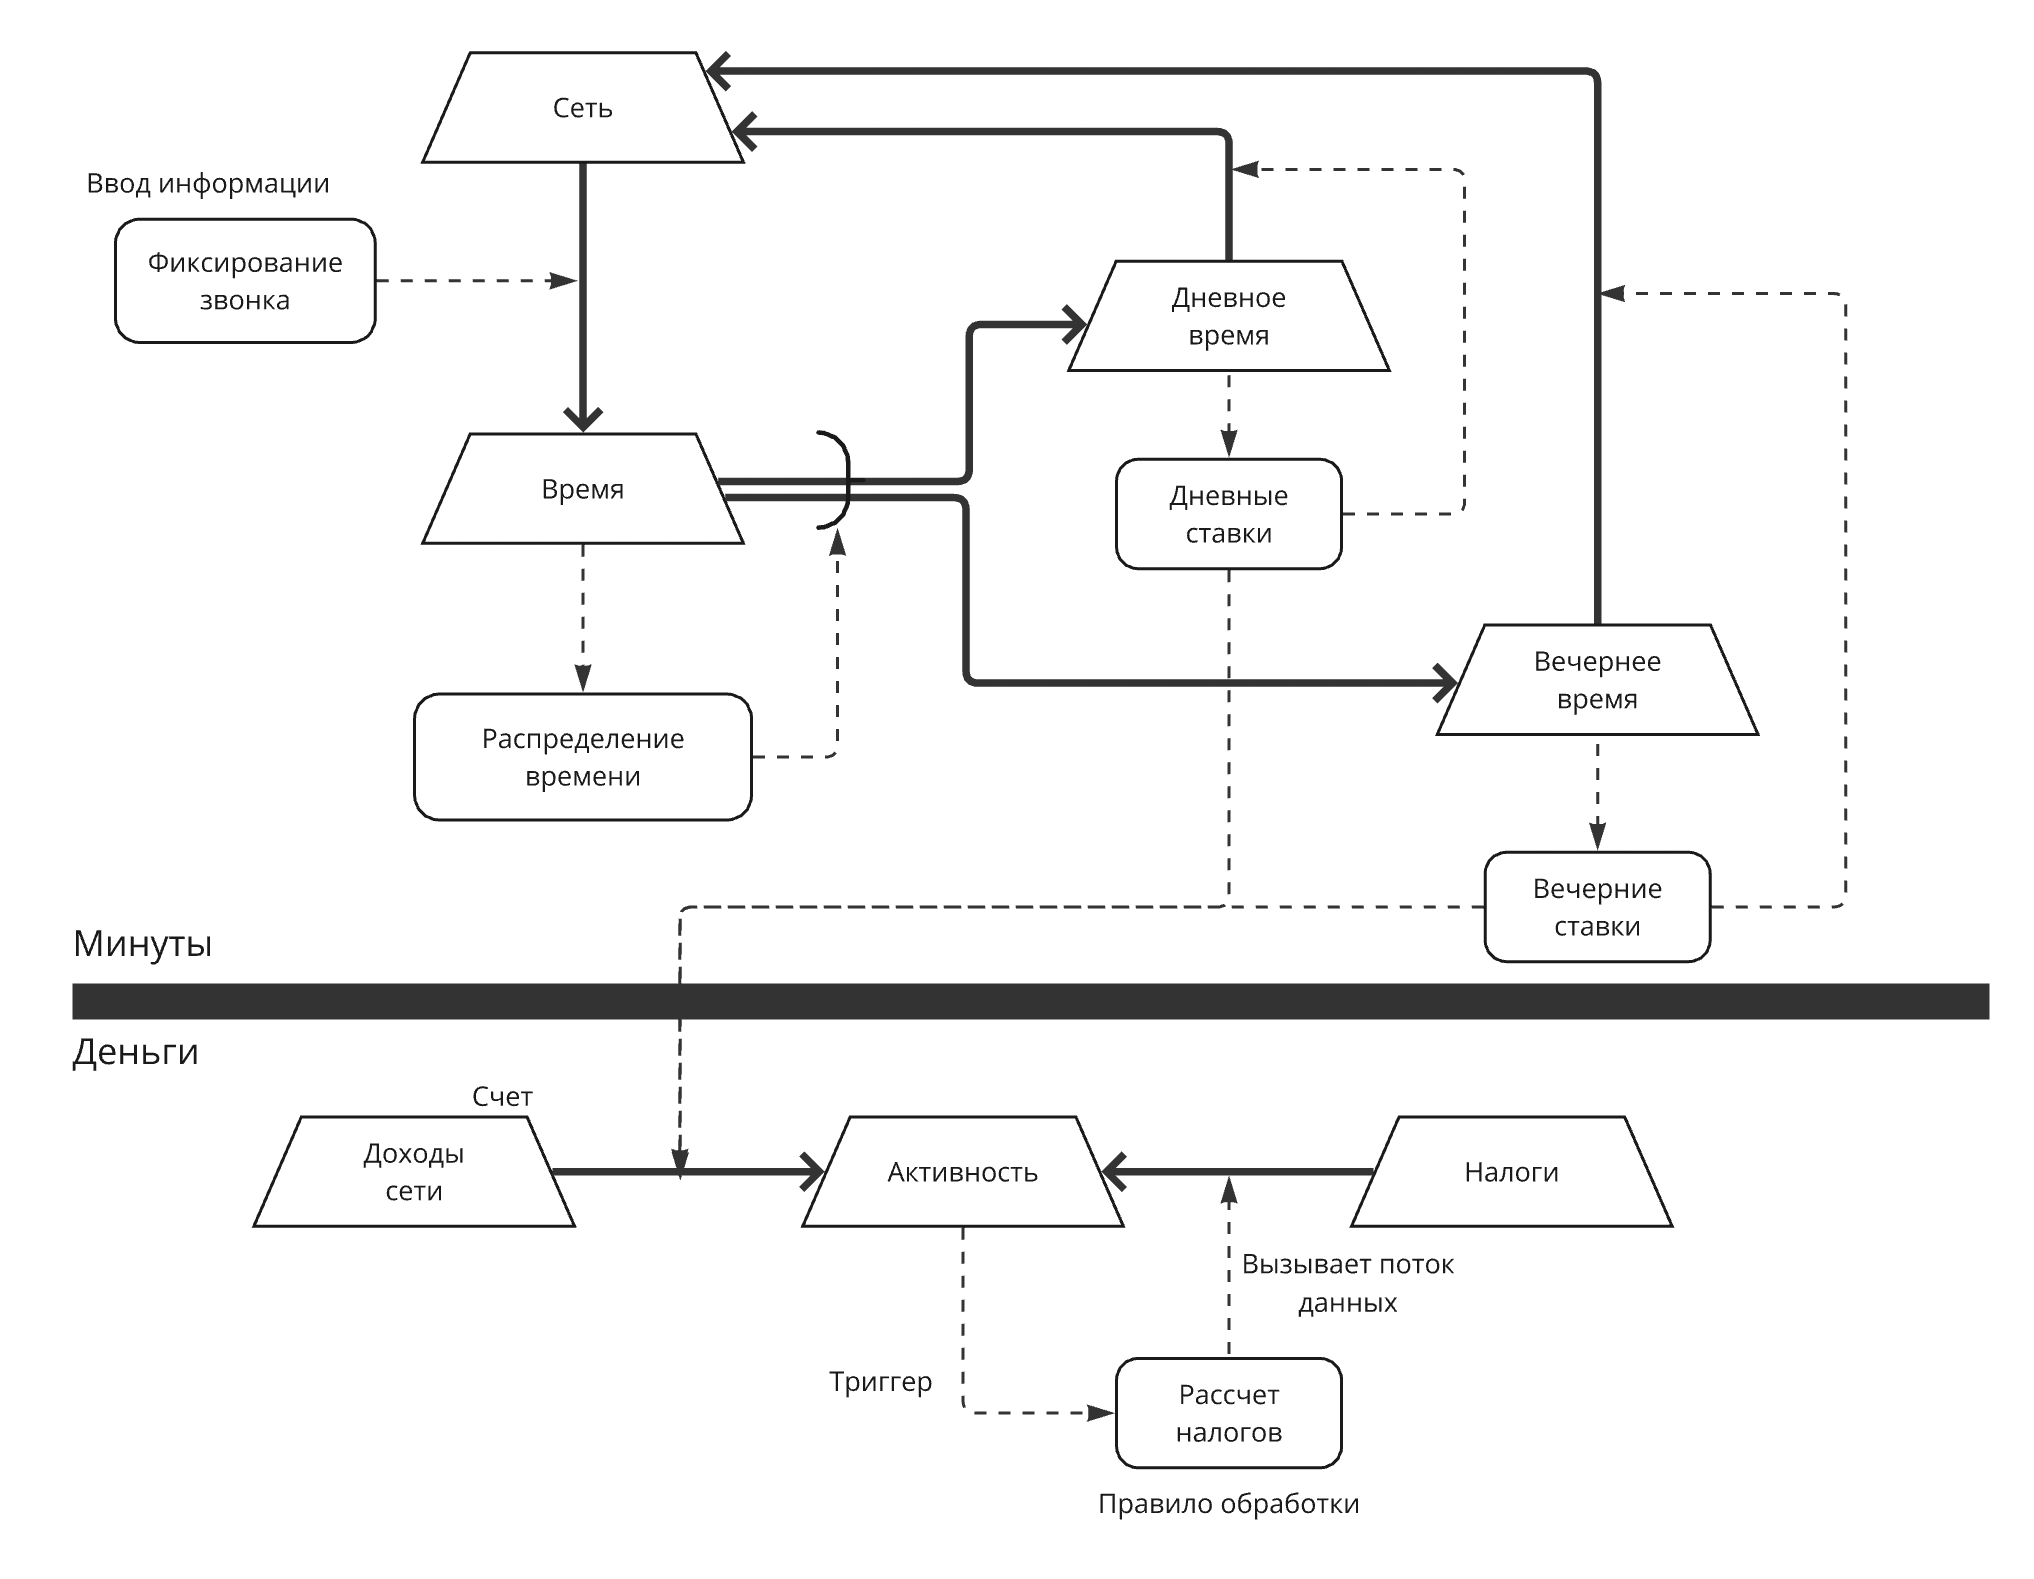 Сеть
Ввод информации
Фиксирование
звонка
Дневное
время
Время
Дневные
ставки
Вечернее
время
Распределение
времени
Вечерние
ставки
Минуты
Деньги
Счет
Доходы
сети
Активность
Налоги
Вызывает поток
данных
Триггер
Рассчет
налогов
Правило обработки